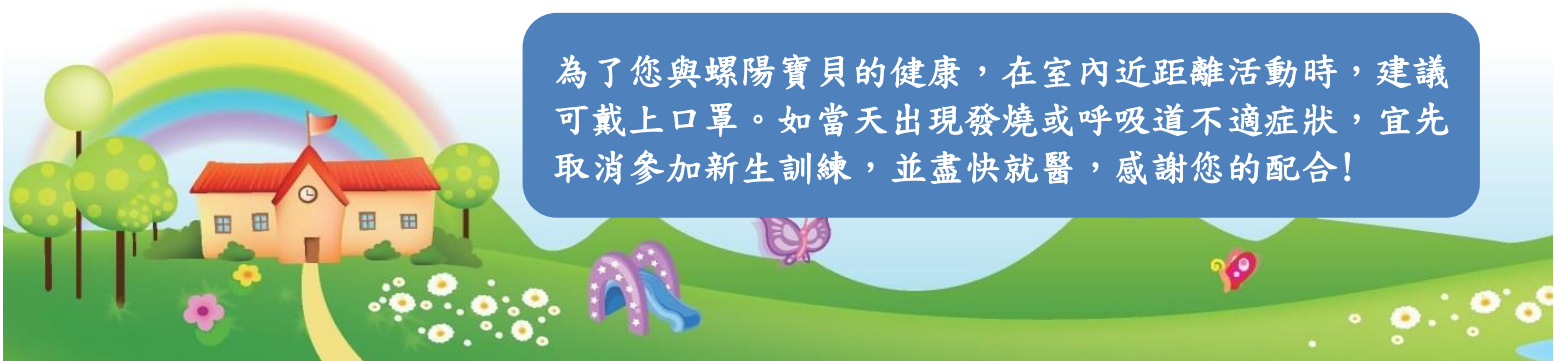 為了您與螺陽寶貝的健康，在室內近距離活動時，建議
可戴上口罩。如當天出現發燒或呼吸道不適症狀，宜先
取消參加新生訓練，並盡快就醫，感謝您的配合!